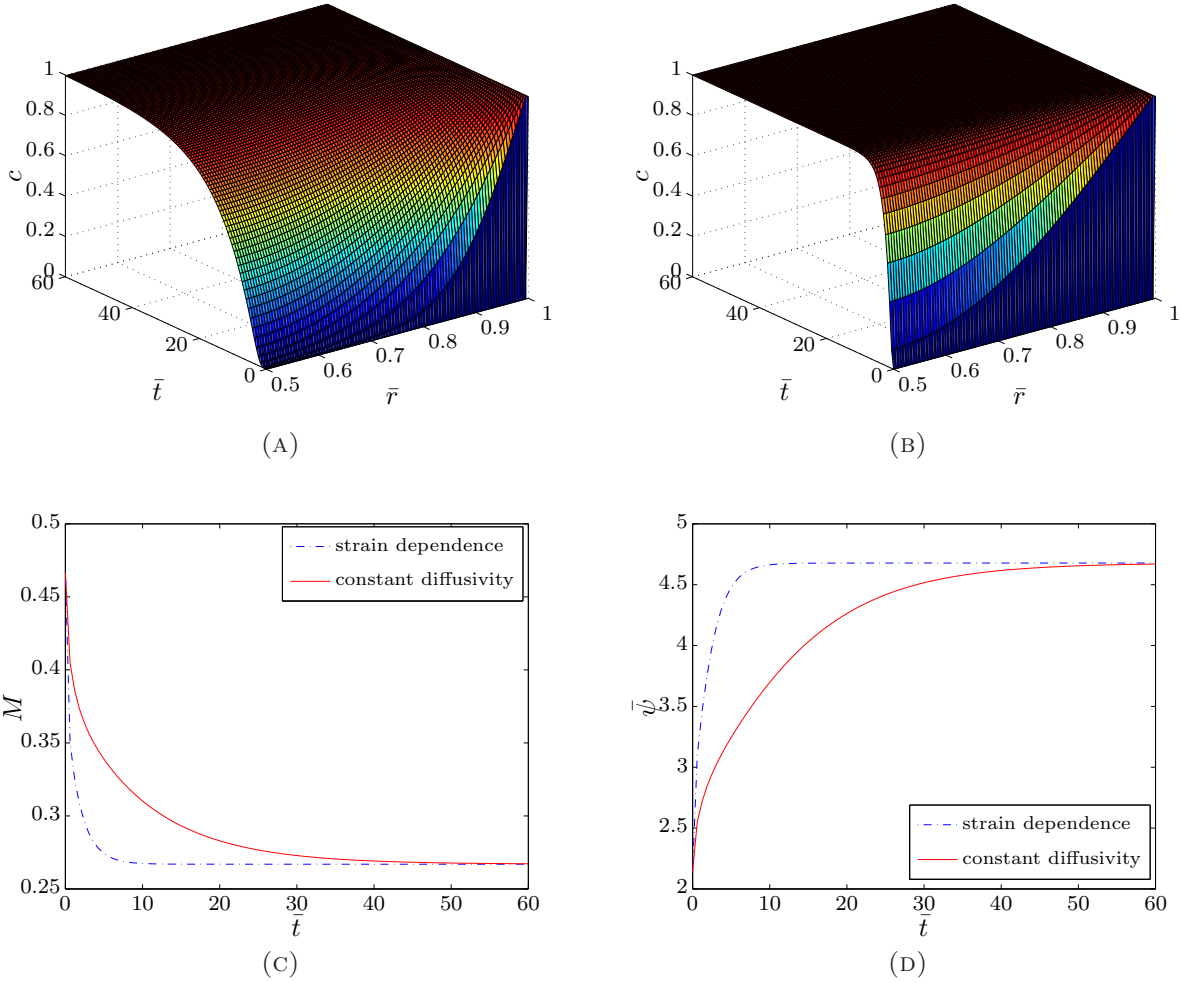 1
0.8
0.6
0.4
0.2
0
c
60
40
20
0
t̄
0.5
0.6
0.7
0.8
0.9
1
r̄
(A)
1
0.8
0.6
0.4
0.2
0
c
60
40
20
0
t̄
0.5
0.6
0.7
0.8
0.9
1
r̄
(B)
0.5
0.45
0.4
0.35
0.3
0.25
M
strain dependence
constant diffusivity
0 10 20 30 40 50 60
t̄
(C)
5
4.5
4
3.5
3
2.5
2
ψ̄
strain dependence
constant diffusivity
0 10 20 30 40 50 60
t̄
(D)